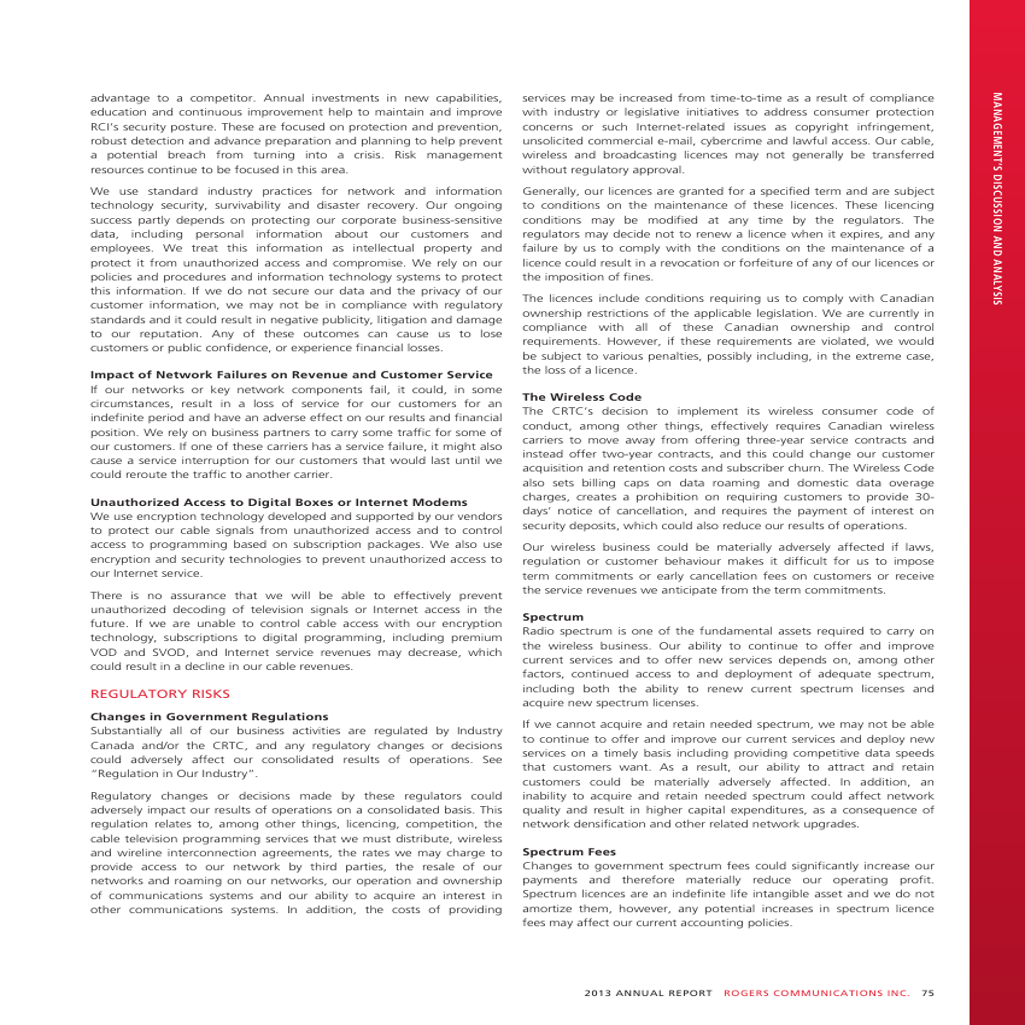 advantage to a competitor. Annual investments in new capabilities,
education and continuous improvement help to maintain and improve
RCI's security posture. These are focused on protection and prevention,
robust detection and advance preparation and planning to help prevent
a potential breach from turning into a crisis. Risk management
resources continue to be focused in this area.
We use standard industry practices for network and information
technology security, survivability and disaster recovery. Our ongoing
success partly depends on protecting our corporate business-sensitive
data, including personal information about our customers and
employees. We treat this information as intellectual property and
protect it from unauthorized access and compromise. We rely on our
policies and procedures and information technology systems to protect
this information. If we do not secure our data and the privacy of our
customer information, we may not be in compliance with regulatory
standards and it could result in negative publicity, litigation and damage
to our reputation. Any of these outcomes can cause us to lose
customers or public confidence, or experience financial losses.
Impact of Network Failures on Revenue and Customer Service
If our networks or key network components fail, it could, in some
circumstances, result in a loss of service for our customers for an
indefinite period and have an adverse effect on our results and financial
position. We rely on business partners to carry some traffic for some of
our customers. If one of these carriers has a service failure, it might also
cause a service interruption for our customers that would last until we
could reroute the traffic to another carrier.
Unauthorized Access to Digital Boxes or Internet Modems
We use encryption technology developed and supported by our vendors
to protect our cable signals from unauthorized access and to control
access to programming based on subscription packages. We also use
encryption and security technologies to prevent unauthorized access to
our Internet service.
There is no assurance that we will be able to effectively prevent
unauthorized decoding of television signals or Internet access in the
future. If we are unable to control cable access with our encryption
technology, subscriptions to digital programming, including premium
VOD and SVOD, and Internet service revenues may decrease, which
could result in a decline in our cable revenues.
REGULATORY RISKS
Changes in Government Regulations
Substantially all of our business activities are regulated by Industry
Canada and/or the CRTC, and any regulatory changes or decisions
could adversely affect our consolidated results of operations. See
“Regulation in Our Industry”.
Regulatory changes or decisions made by these regulators could
adversely impact our results of operations on a consolidated basis. This
regulation relates to, among other things, licencing, competition, the
cable television programming services that we must distribute, wireless
and wireline interconnection agreements, the rates we may charge to
provide access to our network by third parties, the resale of our
networks and roaming on our networks, our operation and ownership
of communications systems and our ability to acquire an interest in
other communications systems. In addition, the costs of providing
services may be increased from time-to-time as a result of compliance
with industry or legislative initiatives to address consumer protection
concerns or such Internet-related issues as copyright infringement,
unsolicited commercial e-mail, cybercrime and lawful access. Our cable,
wireless and broadcasting licences may not generally be transferred
without regulatory approval.
Generally, our licences are granted for a specified term and are subject
to conditions on the maintenance of these licences. These licencing
conditions may be modified at any time by the regulators. The
regulators may decide not to renew a licence when it expires, and any
failure by us to comply with the conditions on the maintenance of a
licence could result in a revocation or forfeiture of any of our licences or
the imposition of fines.
The licences include conditions requiring us to comply with Canadian
ownership restrictions of the applicable legislation. We are currently in
compliance with all of these Canadian ownership and control
requirements. However, if these requirements are violated, we would
be subject to various penalties, possibly including, in the extreme case,
the loss of a licence.
The Wireless Code
The CRTC's decision to implement its wireless consumer code of
conduct, among other things, effectively requires Canadian wireless
carriers to move away from offering three-year service contracts and
instead offer two-year contracts, and this could change our customer
acquisition and retention costs and subscriber churn. The Wireless Code
also sets billing caps on data roaming and domestic data overage
charges, creates a prohibition on requiring customers to provide 30-
days' notice of cancellation, and requires the payment of interest on
security deposits, which could also reduce our results of operations.
Our wireless business could be materially adversely affected if laws,
regulation or customer behaviour makes it difficult for us to impose
term commitments or early cancellation fees on customers or receive
the service revenues we anticipate from the term commitments.
Spectrum
Radio spectrum is one of the fundamental assets required to carry on
the wireless business. Our ability to continue to offer and improve
current services and to offer new services depends on, among other
factors, continued access to and deployment of adequate spectrum,
including both the ability to renew current spectrum licenses and
acquire new spectrum licenses.
If we cannot acquire and retain needed spectrum, we may not be able
to continue to offer and improve our current services and deploy new
services on a timely basis including providing competitive data speeds
that customers want. As a result, our ability to attract and retain
customers could be materially adversely affected. In addition, an
inability to acquire and retain needed spectrum could affect network
quality and result in higher capital expenditures, as a consequence of
network densification and other related network upgrades.
Spectrum Fees
Changes to government spectrum fees could significantly increase our
payments and therefore materially reduce our operating profit.
Spectrum licences are an indefinite life intangible asset and we do not
amortize them, however, any potential increases in spectrum licence
fees may affect our current accounting policies.
MANAGEMENT'S DISCUSSION AND ANALYSIS
2013 ANNUAL REPORT ROGERS COMMUNICATIONS INC. 75